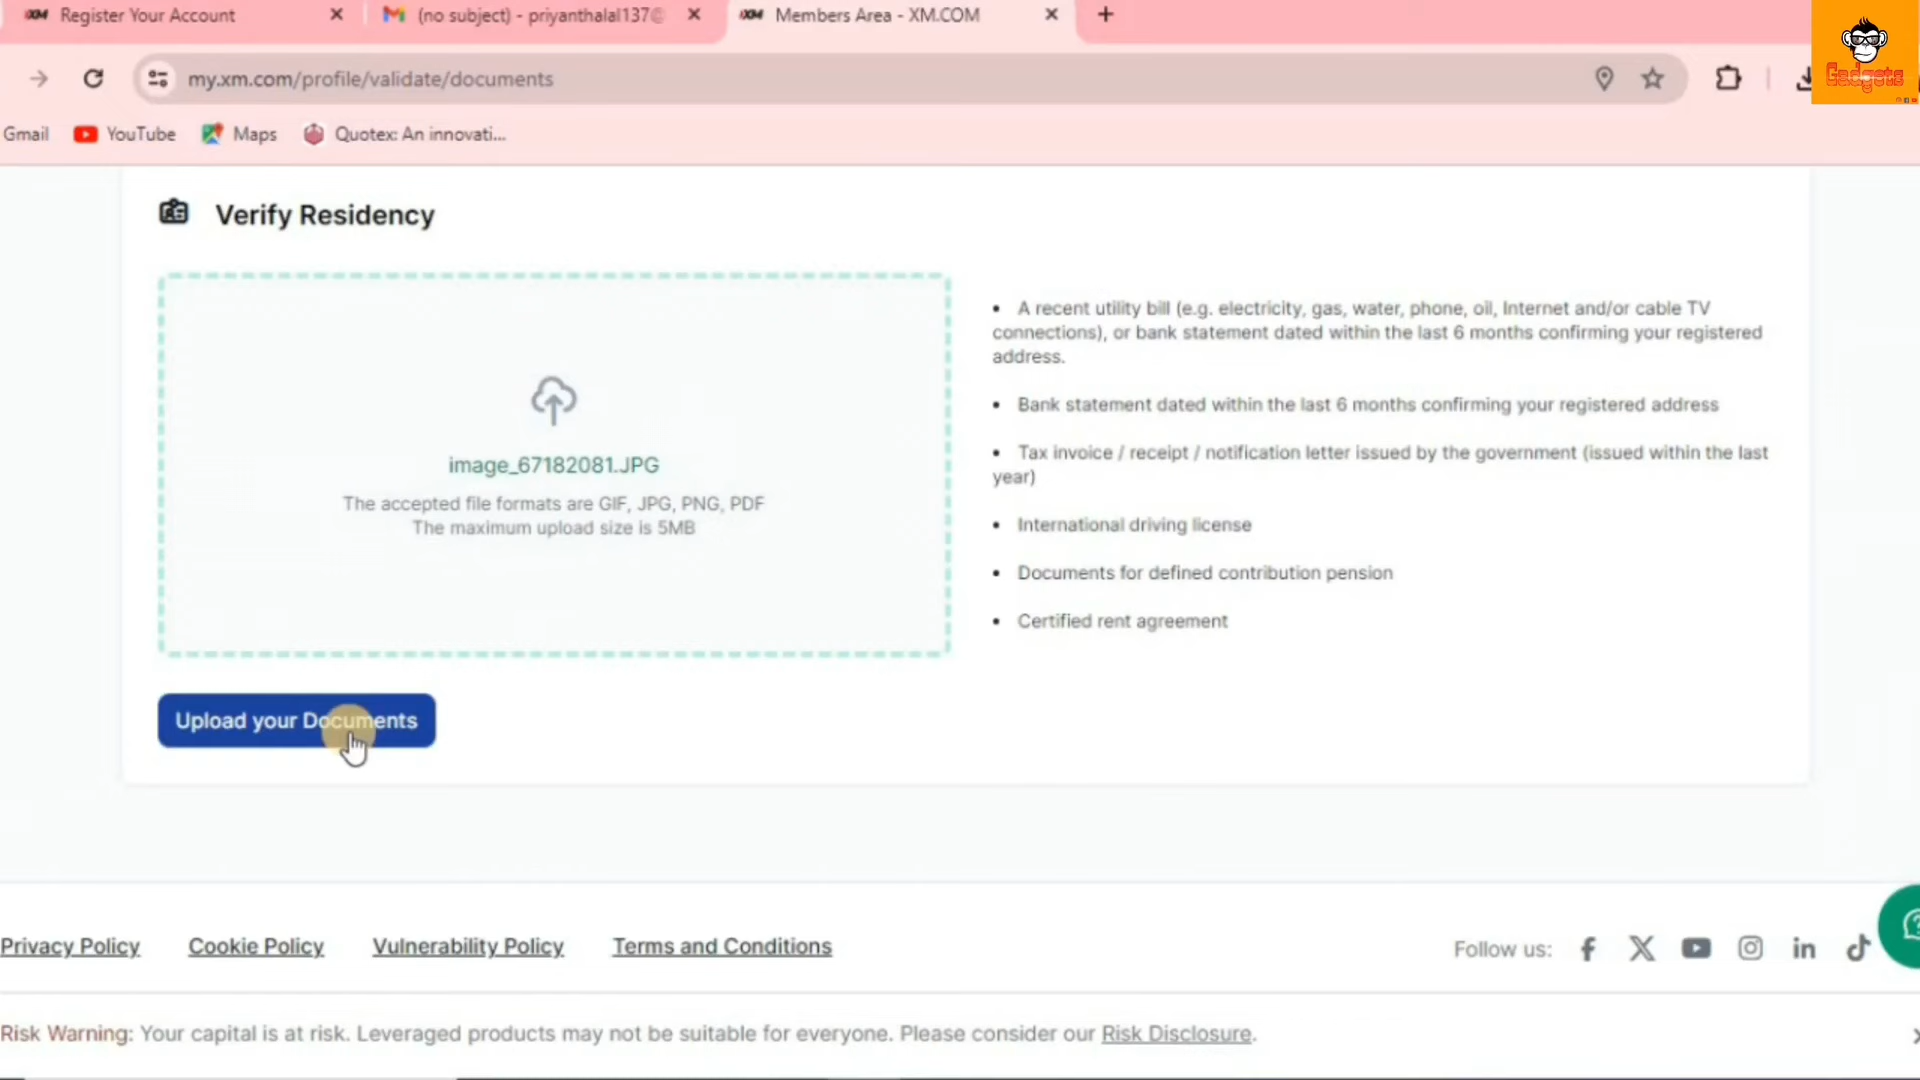 XM Register Your Account
(no subject) - priyanthalal137@
XM Members Area - XM.COM
Gadgets
my.xm.com/profile/validate/documents
Gmail
YouTube
Maps
Quotex: An innovati...
Verify Residency
• A recent utility bill (e.g. electricity, gas, water, phone, oil, Internet and/or cable TV
connections), or bank statement dated within the last 6 months confirming your registered
address.
• Bank statement dated within the last 6 months confirming your registered address
• Tax invoice / receipt / notification letter issued by the government (issued within the last
year)
• International driving license
• Documents for defined contribution pension
• Certified rent agreement
image_67182081.JPG
The accepted file formats are GIF, JPG, PNG, PDF
The maximum upload size is 5MB
Upload your Documents
Privacy Policy
Cookie Policy
Vulnerability Policy
Terms and Conditions
Follow us:
Risk Warning: Your capital is at risk. Leveraged products may not be suitable for everyone. Please consider our Risk Disclosure.